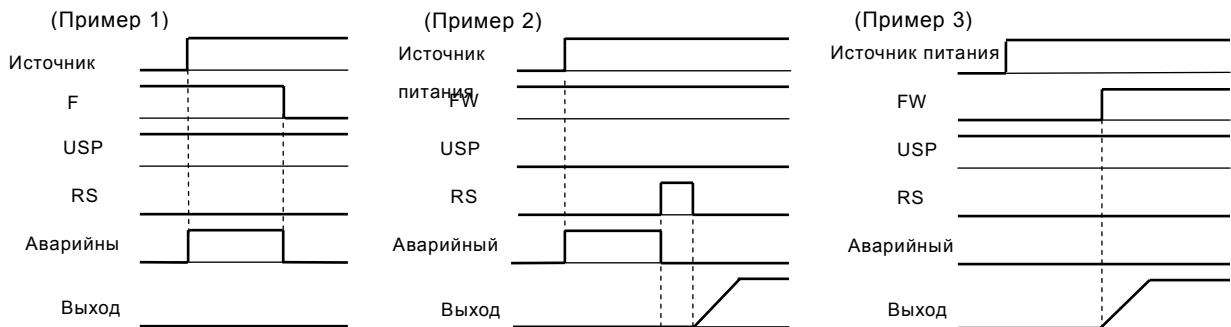 (Пример 1)
Источник
F
USP
RS
Аварийны
Выход
(Пример 2)
Источник
питания
FW
USP
RS
Аварийный
Выход
(Пример 3)
Источник питания
FW
USP
RS
Аварийный
Выход